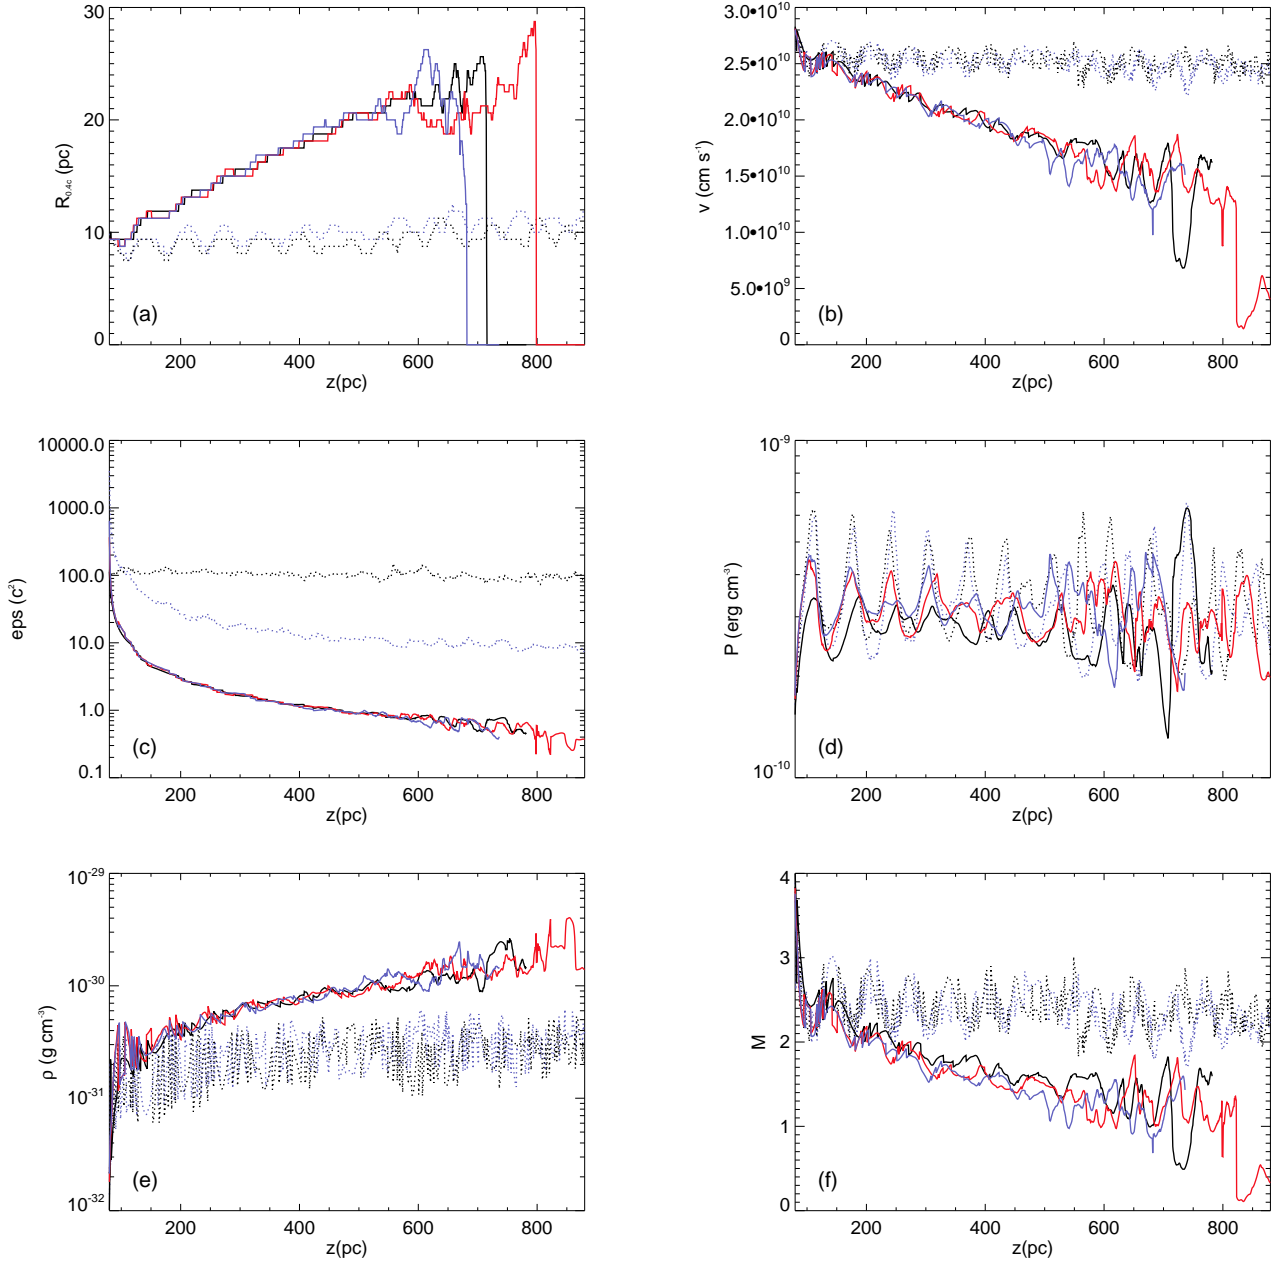 30
20
10
0
R_{v0.4c} (pc)
(a)
200 400 600 800
z(pc)
3.0•10^{10}
2.5•10^{10}
2.0•10^{10}
1.5•10^{10}
1.0•10^{10}
5.0•10^{9}
0
v (cm s^{-1})
(b)
200 400 600 800
z(pc)
10000.0
1000.0
100.0
10.0
1.0
0.1
eps (c^{2})
(c)
200 400 600 800
z(pc)
10^{-9}
10^{-10}
P (erg cm^{-3})
(d)
200 400 600 800
z(pc)
10^{-29}
10^{-30}
10^{-31}
10^{-32}
ρ (g cm^{-3})
(e)
200 400 600 800
z(pc)
4
3
2
1
0
M
(f)
200 400 600 800
z(pc)